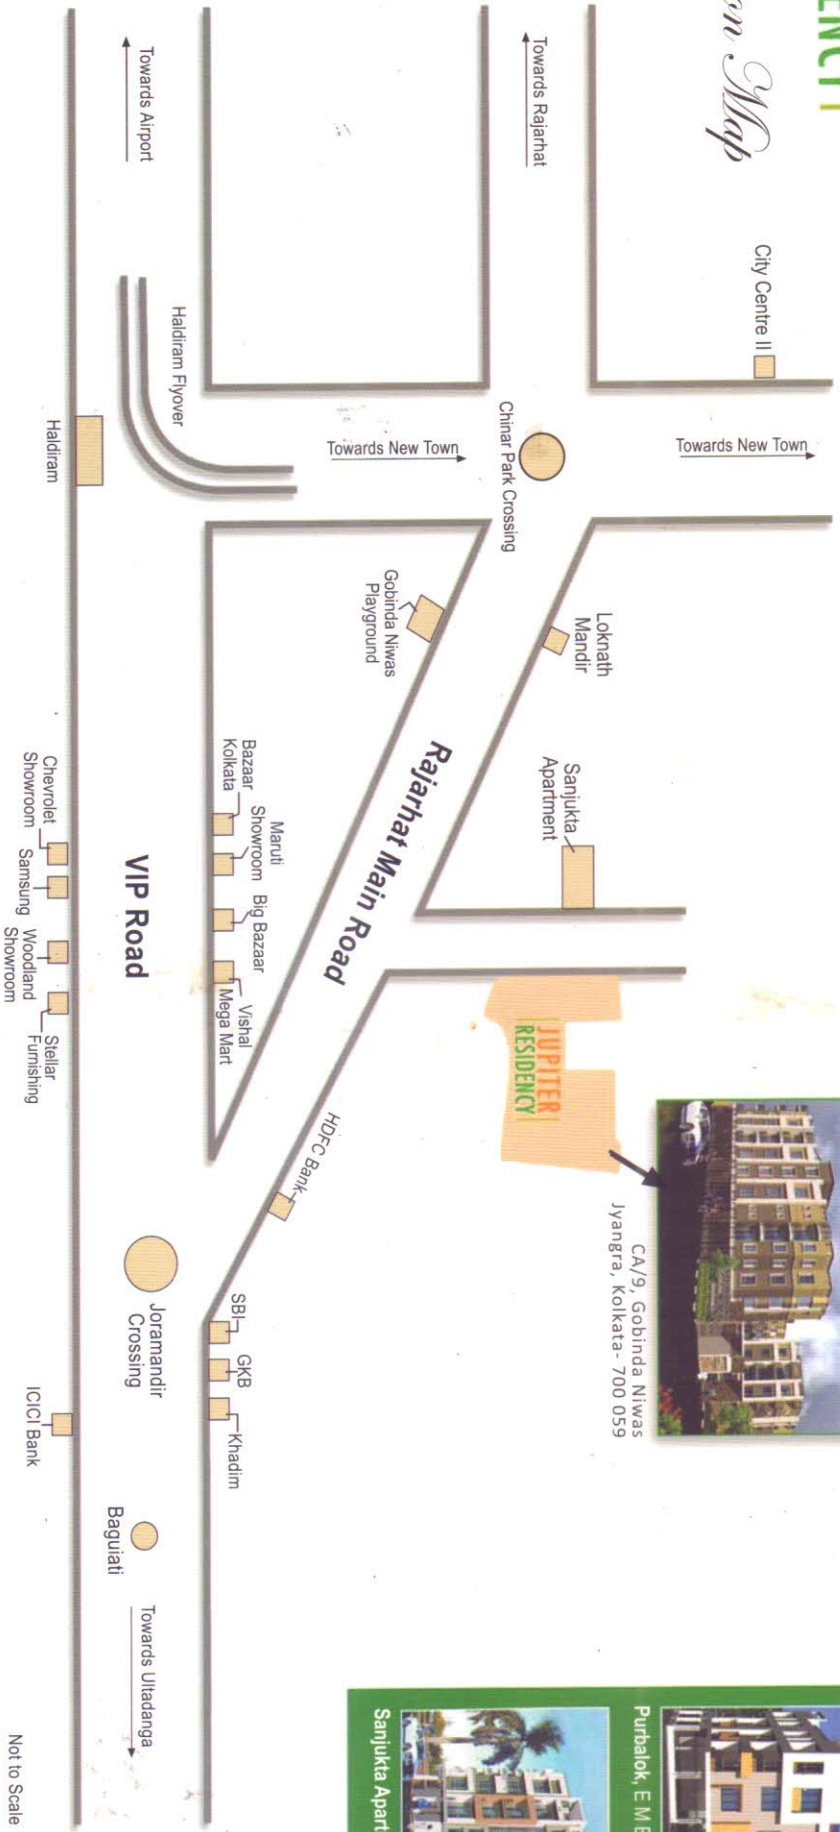 ENCY
on Map
City Centre II
Towards New Town
Towards Rajarhat
Chinar Park Crossing
Towards New Town
Loknath
Mandir
Sanjukta
Apartment
JUPITER
RESIDENCY
CA/9, Gobinda Niwas
Jyangra, Kolkata- 700 059
Gobinda Niwas
Playground
Rajarhat Main Road
HDFC Bank
Towards Airport
Haldiram Flyover
Haldiram
Bazaar
Kolkata
Maruti
Showroom
Big Bazaar
Vishal
Mega Mart
SBI
GKB
Khadim
VIP Road
Joramandir
Crossing
Baguiati
Towards Ultadanga
Chevrolet
Showroom
Samsung
Woodland
Showroom
Stellar
Furnishing
ICICI Bank
Purbalok, E M B
Sanjukta Apart
Not to Scale